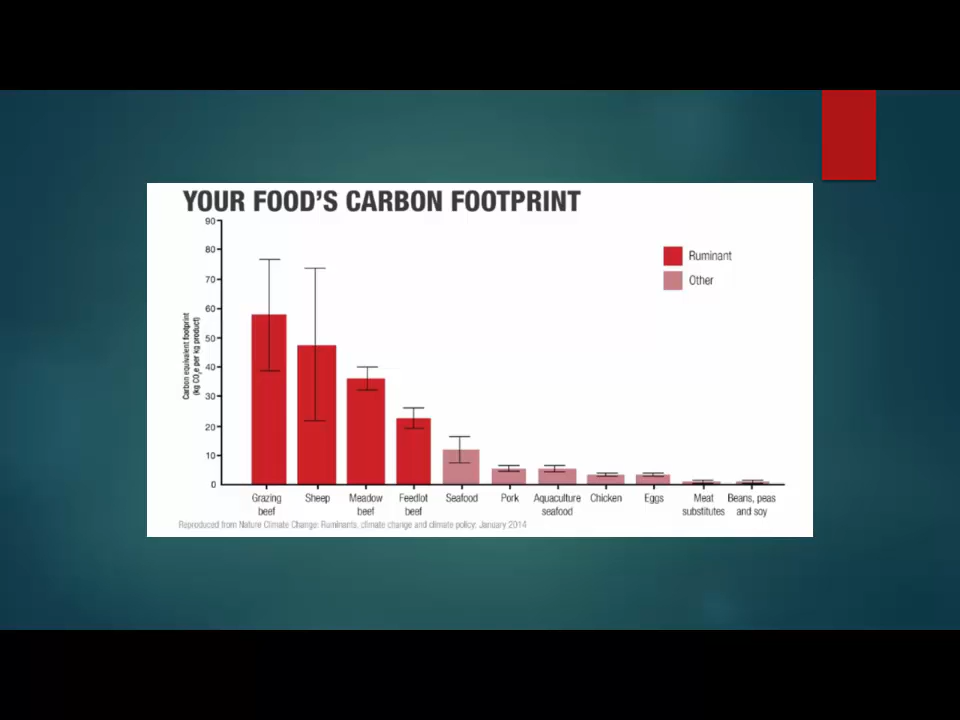 YOUR FOOD'S CARBON FOOTPRINT
90
80
70
60
50
40
30
20
10
0
Carbon equivalent footprint
(kg CO₂e per kg product)
Ruminant
Other
Grazing beef
Sheep
Meadow beef
Feedlot beef
Seafood
Pork
Aquaculture seafood
Chicken
Eggs
Meat substitutes
Beans, peas and soy
Reproduced from Nature Climate Change: Ruminants, climate change and climate policy: January 2014